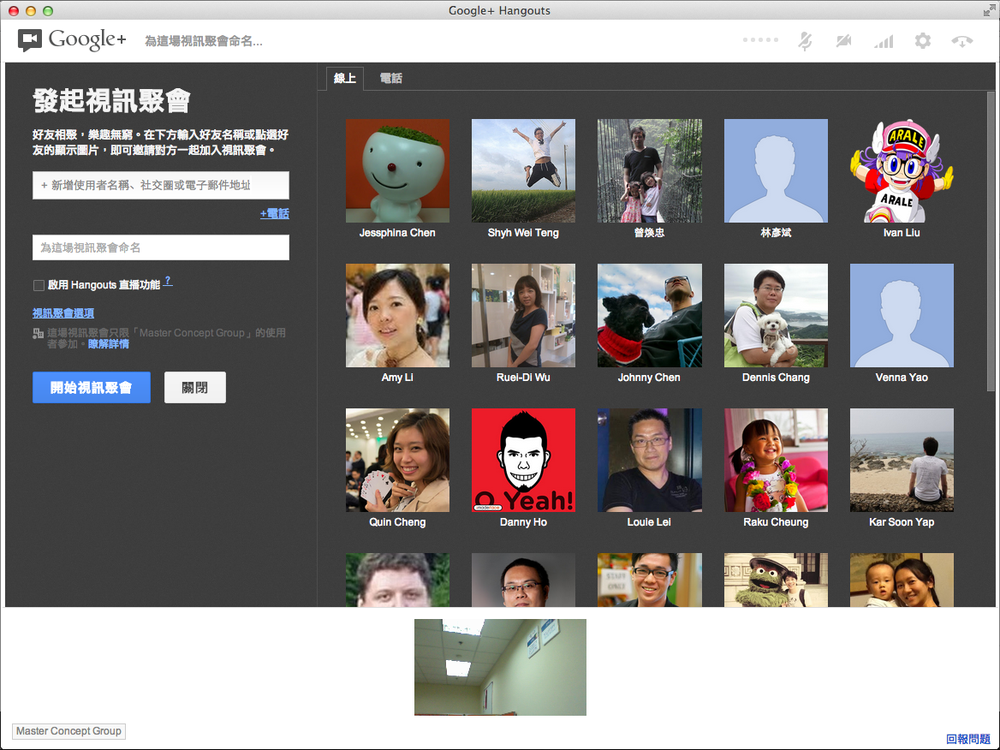 Google+ Hangouts
Google+
為這場視訊聚會命名...
發起視訊聚會
好友相聚，樂趣無窮。在下方輸入好友名稱或點選好
友的顯示圖片，即可邀請對方一起加入視訊聚會。
+ 新增使用者名稱、社交圈或電子郵件地址
+電話
為這場視訊聚會命名
啟用 Hangouts 直播功能 ?
視訊聚會選項
這場視訊聚會只限「Master Concept Group」的使用
者參加。瞭解詳情
開始視訊聚會
關閉
線上
電話
ARALE
ARALE
Jessphina Chen
Shyh Wei Teng
曾煥忠
林彥斌
Ivan Liu
Amy Li
Ruei-Di Wu
Johnny Chen
Dennis Chang
Venna Yao
O Yeah!
Quin Cheng
Danny Ho
Louie Lei
Raku Cheung
Kar Soon Yap
STAFF
ONLY
Master Concept Group
回報問題